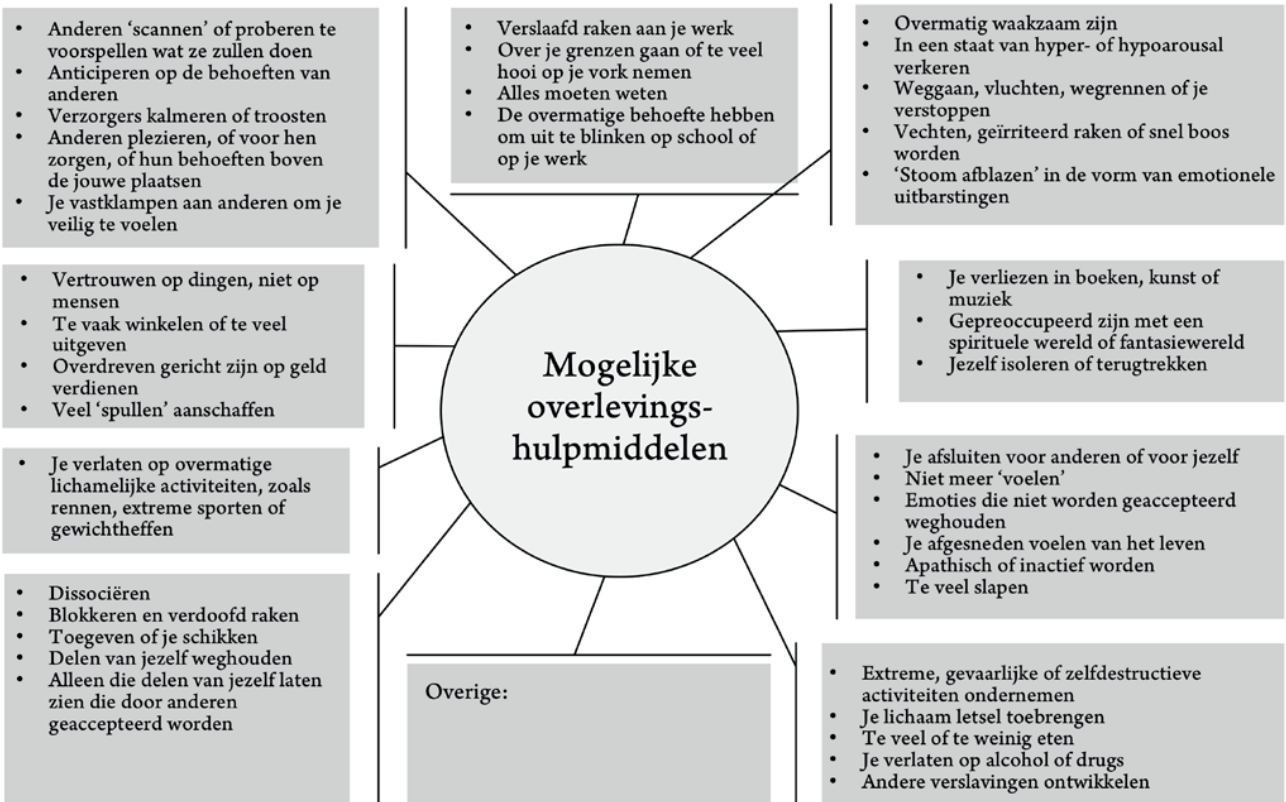 • Anderen ‘scannen’ of proberen te
voorspellen wat ze zullen doen
• Anticiperen op de behoeften van
anderen
• Verzorgers kalmeren of troosten
• Anderen plezieren, of voor hen
zorgen, of hun behoeften boven
de jouwe plaatsen
• Je vastklampen aan anderen om je
veilig te voelen
• Verslaafd raken aan je werk
• Over je grenzen gaan of te veel
hooi op je vork nemen
• Alles moeten weten
• De overmatige behoefte hebben
om uit te blinken op school of
op je werk
• Overmatig waakzaam zijn
• In een staat van hyper- of hypoarousal
verkeren
• Weggaan, vluchten, wegrennen of je
verstoppen
• Vechten, geïrriteerd raken of snel boos
worden
• ‘Stoom afblazen’ in de vorm van emotionele
uitbarstingen
• Vertrouwen op dingen, niet op
mensen
• Te vaak winkelen of te veel
uitgeven
• Overdreven gericht zijn op geld
verdienen
• Veel ‘spullen’ aanschaffen
Mogelijke
overlevings-
hulpmiddelen
• Je verliezen in boeken, kunst of
muziek
• Gepreoccupeerd zijn met een
spirituele wereld of fantasiewereld
• Jezelf isoleren of terugtrekken
• Je verlaten op overmatige
lichamelijke activiteiten, zoals
rennen, extreme sporten of
gewichtheffen
• Je afsluiten voor anderen of voor jezelf
• Niet meer ‘voelen’
• Emoties die niet worden geaccepteerd
weghouden
• Je afgesneden voelen van het leven
• Apathisch of inactief worden
• Te veel slapen
• Dissociëren
• Blokkeren en verdoofd raken
• Toegeven of je schikken
• Delen van jezelf weghouden
• Alleen die delen van jezelf laten
zien die door anderen
geaccepteerd worden
Overige:
• Extreme, gevaarlijke of zelfdestructieve
activiteiten ondernemen
• Je lichaam letsel toebrengen
• Te veel of te weinig eten
• Je verlaten op alcohol of drugs
• Andere verslavingen ontwikkelen